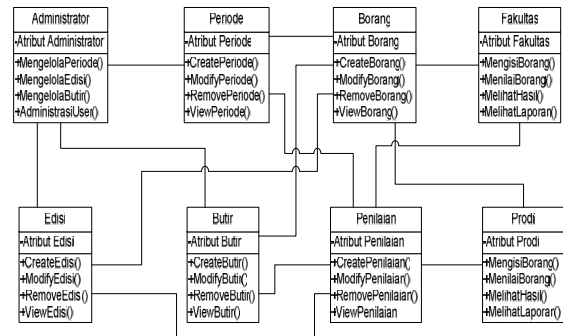 Administrator
-Atribut Administrator
+MengelolaPeriode()
+MengelolaEdisi()
+MengelolaButir()
+AdministrasiUser()
Periode
-Atribut Periode
+CreatePeriode()
+ModifyPeriode()
+RemovePeriode()
+ViewPeriode()
Borang
-Atribut Borang
+CreateBorang()
+ModifyBorang()
+RemoveBorang()
+ViewBorang()
Fakultas
-Atribut Fakultas
+MengisiBorang()
+MenilaiBorang()
+MelihatHasil()
+MelihatLaporan()
Edisi
-Atribut Edisi
+CreateEdisi()
+ModifyEdisi()
+RemoveEdisi()
+ViewEdisi()
Butir
-Atribut Butir
+CreateButir()
+ModifyButir()
+RemoveButir()
+ViewButir()
Penilaian
-Atribut Penilaian
+CreatePenilaian()
+ModifyPenilaian()
+RemovePenilaian()
+ViewPenilaian
Prodi
-Atribut Prodi
+MengisiBorang()
+MenilaiBorang()
+MelihatHasil()
+MelihatLaporan()